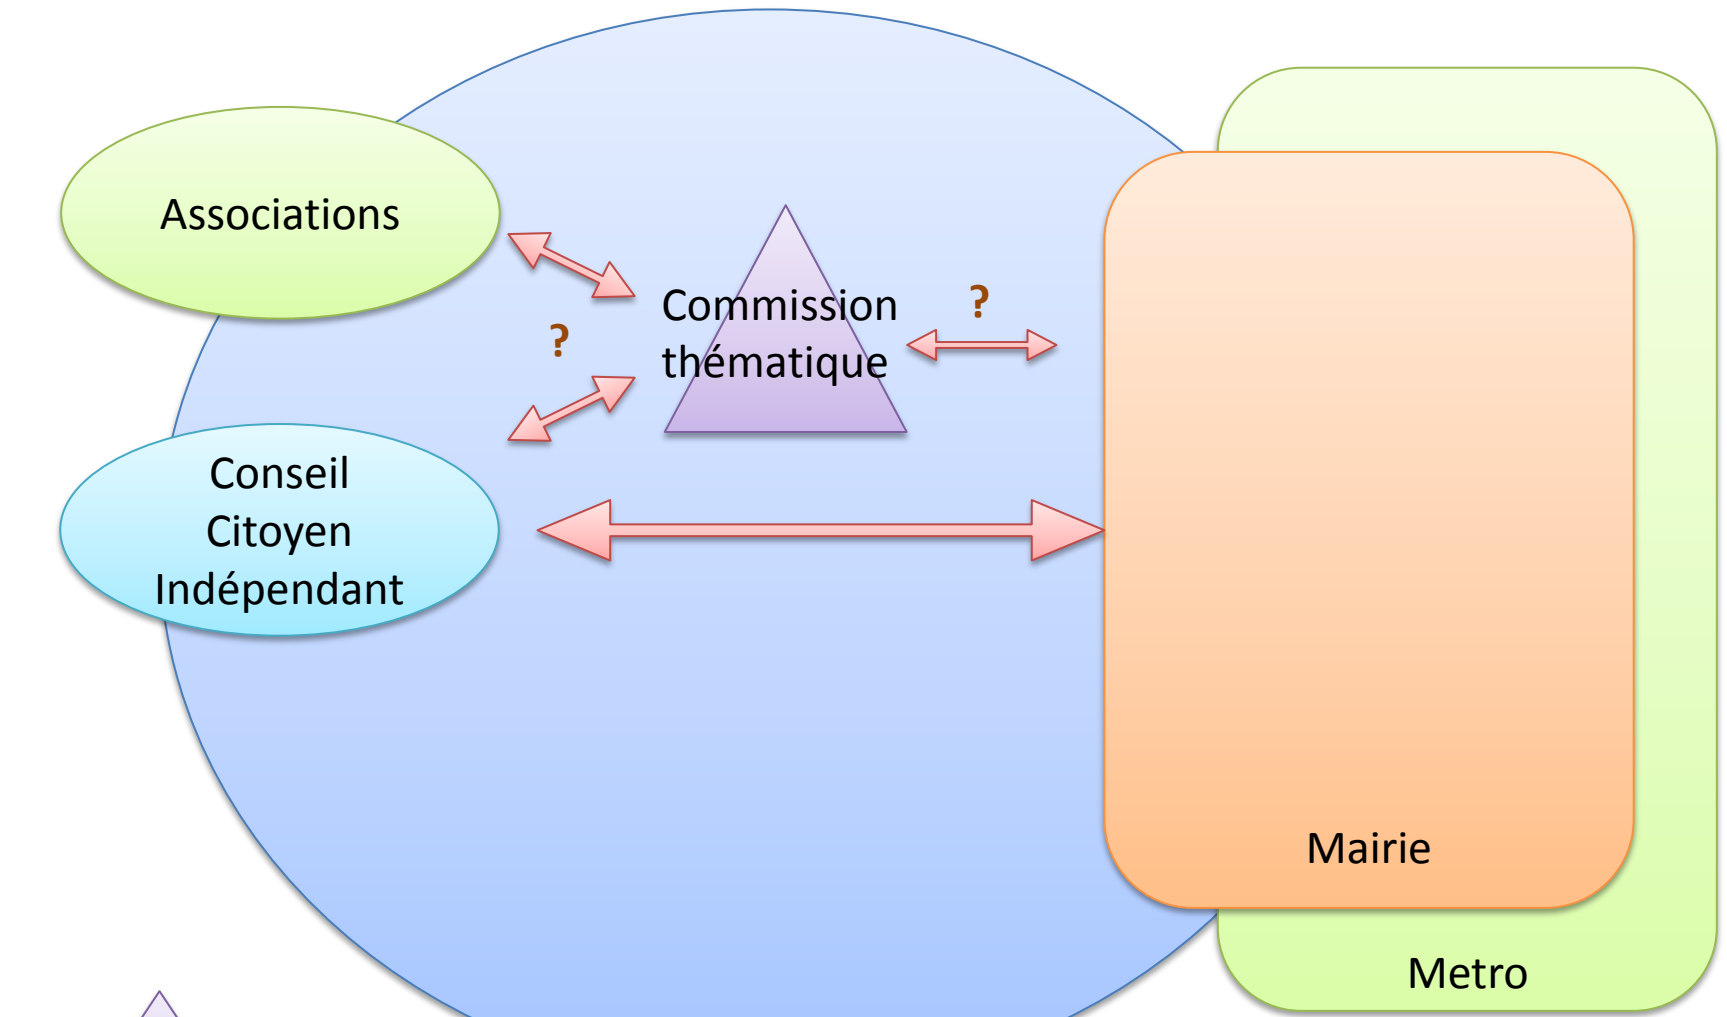 Associations
Commission
thématique
?
?
Conseil
Citoyen
Indépendant
Mairie
Metro